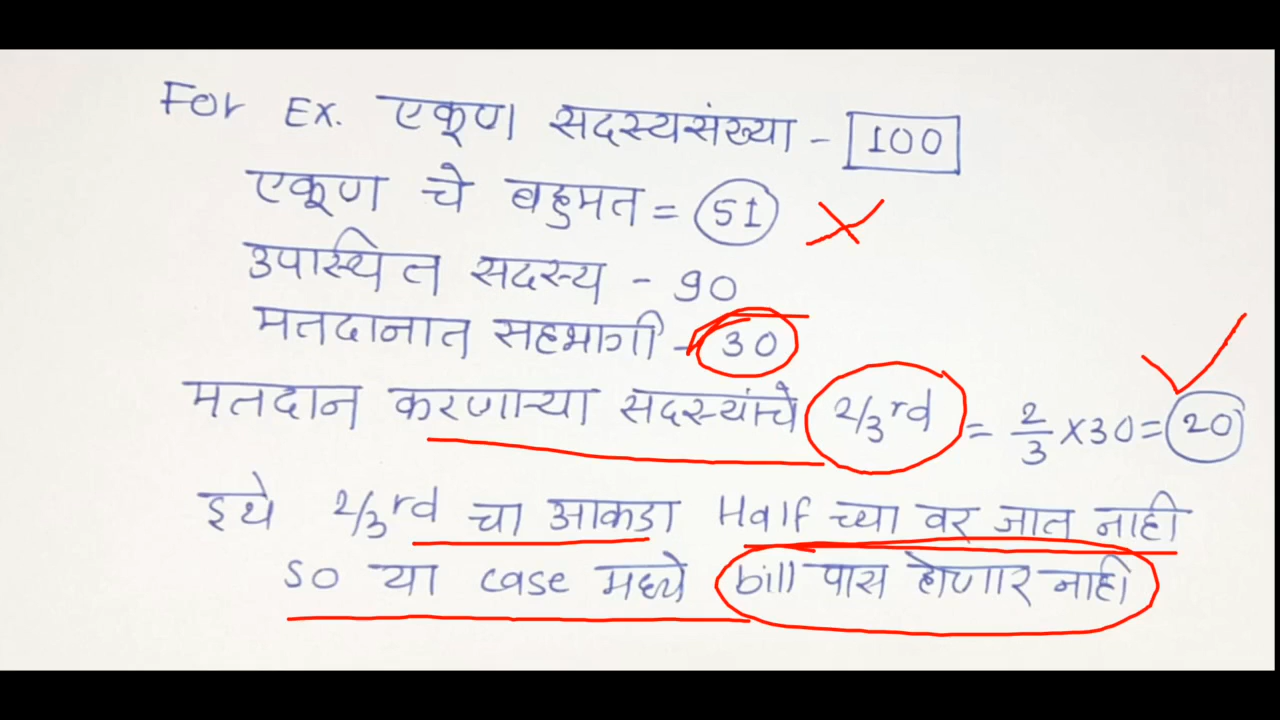 For Ex. एकूण सदस्यसंख्या - 100
एकूण चे बहुमत = 51
उपास्थित सदस्य - 90
मतदानात सहभागी - 30
मतदान करणाऱ्या सदस्यांचे 2/3rd = 2/3 x 30 = 20
इथे 2/3rd चा आकडा Half च्या वर जात नाही
so या case मध्ये bill पास होणार नाही